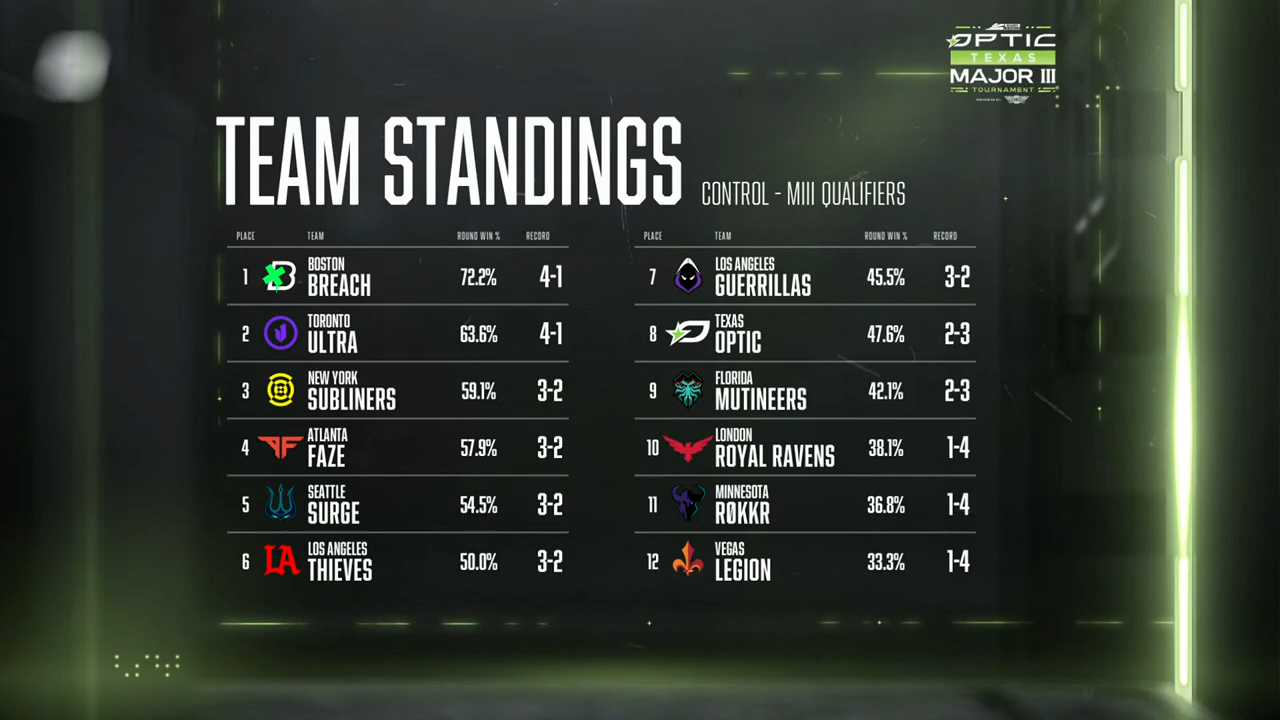 OPTIC
TEXAS
MAJOR III
TOURNAMENT
TEAM STANDINGS CONTROL - MIII QUALIFIERS
PLACE TEAM ROUND WIN % RECORD
1 BOSTON BREACH 72.2% 4-1
2 TORONTO ULTRA 63.6% 4-1
3 NEW YORK SUBLINERS 59.1% 3-2
4 ATLANTA FAZE 57.9% 3-2
5 SEATTLE SURGE 54.5% 3-2
6 LA LOS ANGELES THIEVES 50.0% 3-2
PLACE TEAM ROUND WIN % RECORD
7 LOS ANGELES GUERRILLAS 45.5% 3-2
8 TEXAS OPTIC 47.6% 2-3
9 FLORIDA MUTINEERS 42.1% 2-3
10 LONDON ROYAL RAVENS 38.1% 1-4
11 MINNESOTA RØKKR 36.8% 1-4
12 VEGAS LEGION 33.3% 1-4